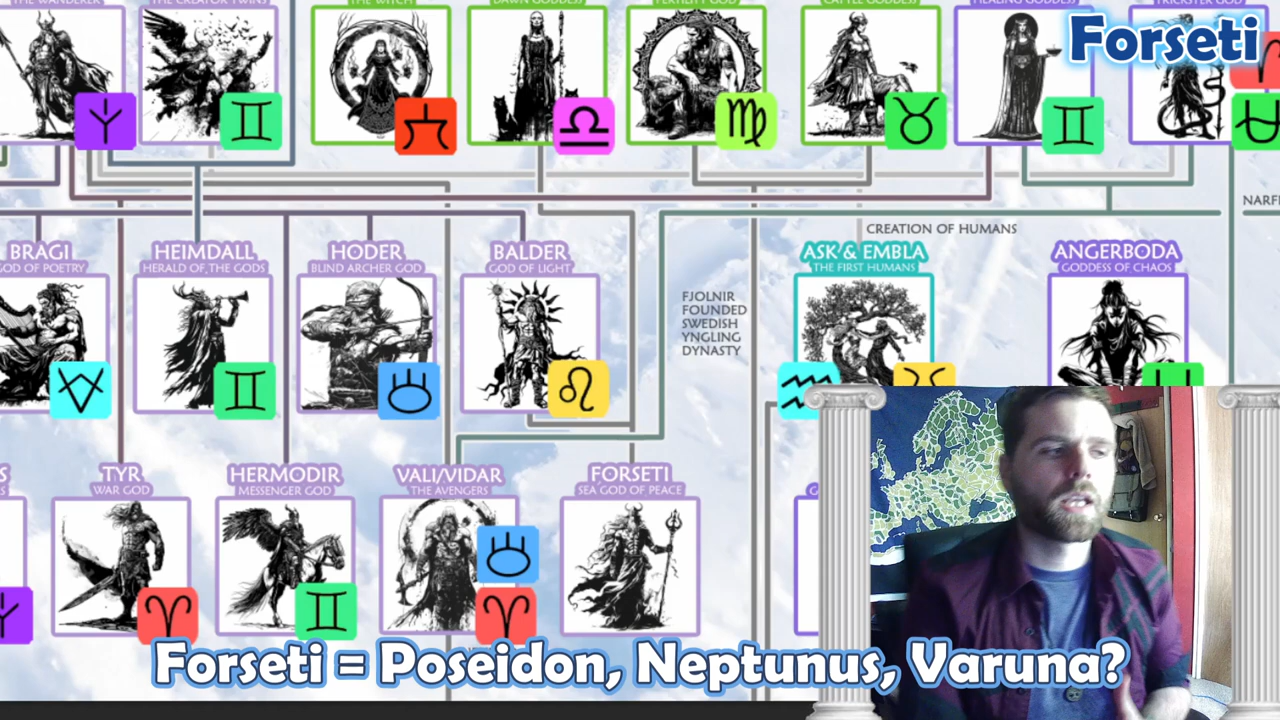 THE WANDERER
THE CREATOR TWINS
THE WITCH
DAWN GODDESS
FERTILITY GOD
CATTLE GODDESS
HEALING GODDESS
TRICKSTER GOD
Forseti
CREATION OF HUMANS
BRAGI
GOD OF POETRY
HEIMDALL
HERALD OF THE GODS
HODER
BLIND ARCHER GOD
BALDER
GOD OF LIGHT
FJOLNIR
FOUNDED
SWEDISH
YNGLING
DYNASTY
ASK & EMBLA
THE FIRST HUMANS
ANGERBODA
GODDESS OF CHAOS
TYR
WAR GOD
HERMODIR
MESSENGER GOD
VALI/VIDAR
THE AVENGERS
FORSETI
SEA GOD OF PEACE
Forseti = Poseidon, Neptunus, Varuna?